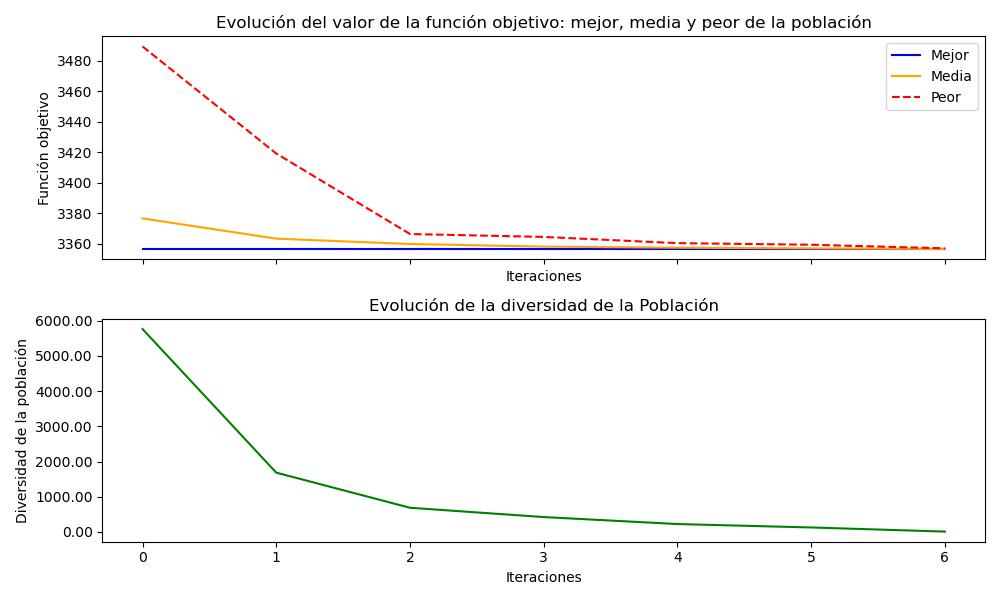 Evolución del valor de la función objetivo: mejor, media y peor de la población
3480
3460
3440
3420
3400
3380
3360
Función objetivo
Mejor
Media
Peor
Iteraciones
Evolución de la diversidad de la Población
6000.00
5000.00
4000.00
3000.00
2000.00
1000.00
0.00
Diversidad de la población
0 1 2 3 4 5 6
Iteraciones